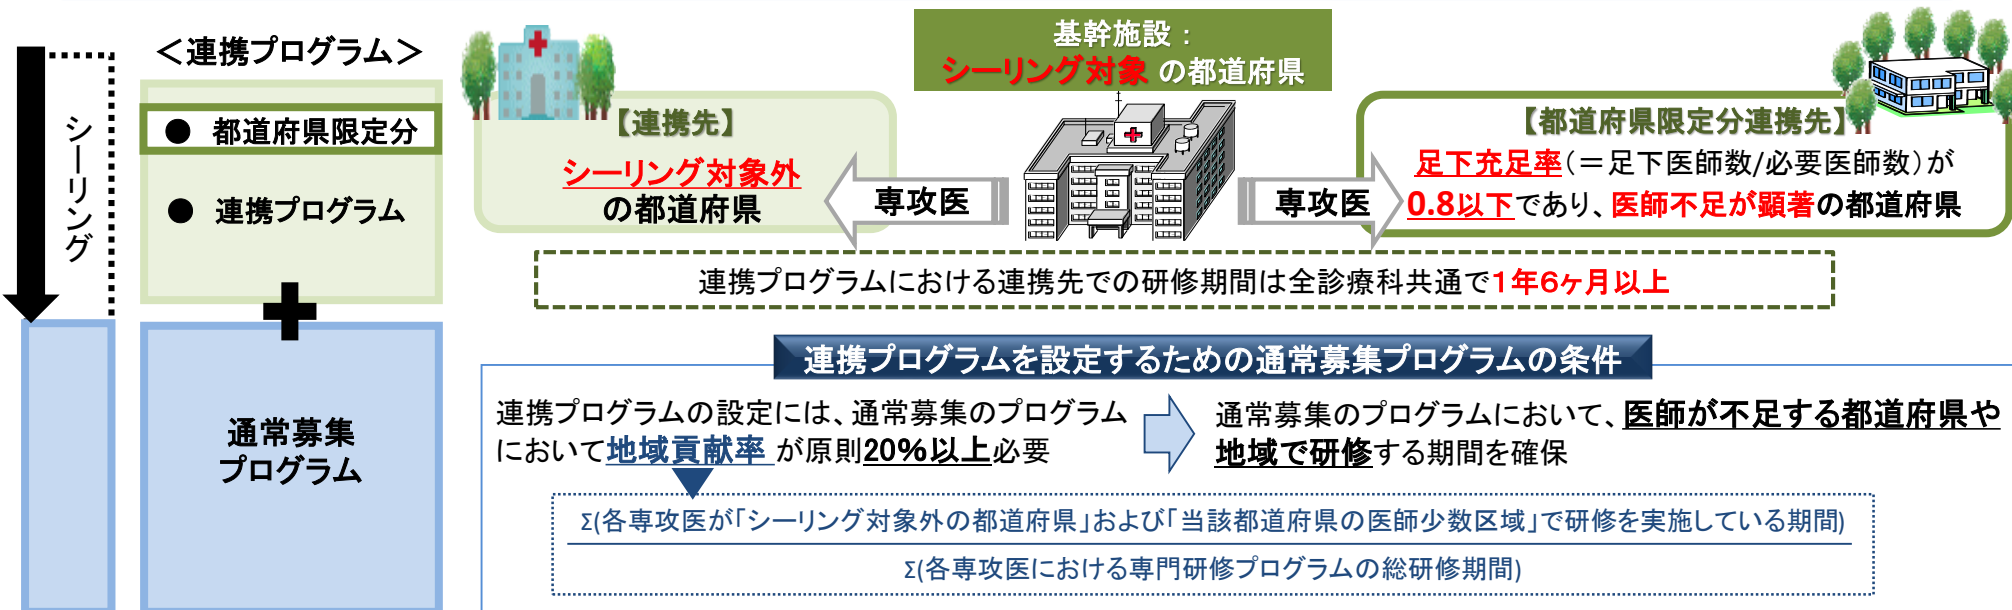 シーリング
＜連携プログラム＞
● 都道府県限定分
● 連携プログラム
通常募集
プログラム
基幹施設：
シーリング対象 の都道府県
【連携先】
シーリング対象外
の都道府県
専攻医
専攻医
【都道府県限定分連携先】
足下充足率（＝足下医師数/必要医師数）が
0.8以下であり、医師不足が顕著の都道府県
連携プログラムにおける連携先での研修期間は全診療科共通で１年６ヶ月以上
連携プログラムを設定するための通常募集プログラムの条件
連携プログラムの設定には、通常募集のプログラム
において地域貢献率 が原則20%以上必要
通常募集のプログラムにおいて、医師が不足する都道府県や
地域で研修する期間を確保
Σ(各専攻医が「シーリング対象外の都道府県」および「当該都道府県の医師少数区域」で研修を実施している期間)
Σ(各専攻医における専門研修プログラムの総研修期間)